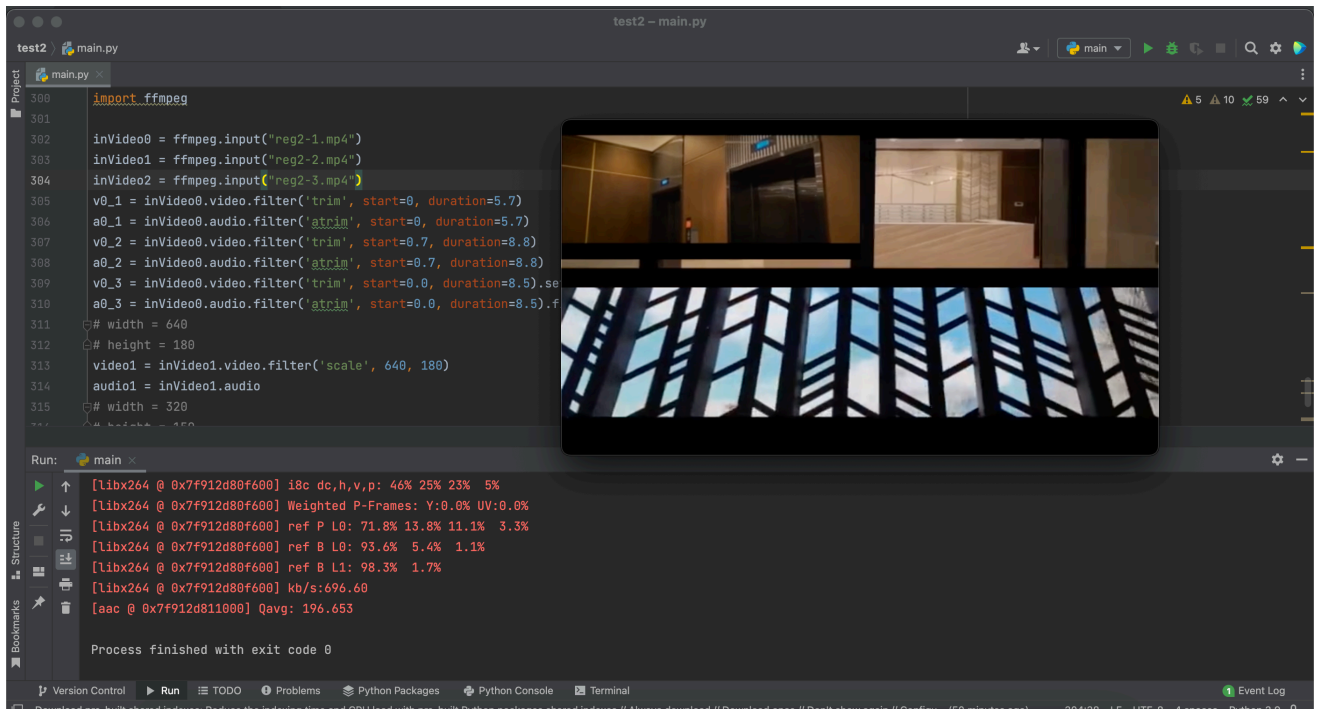 test2 – main.py
test2
main.py
main
Project
main.py
5
10
59
300 import ffmpeg
301
302 inVideo0 = ffmpeg.input("reg2-1.mp4")
303 inVideo1 = ffmpeg.input("reg2-2.mp4")
304 inVideo2 = ffmpeg.input("reg2-3.mp4")
305 v0_1 = inVideo0.video.filter('trim', start=0, duration=5.7)
306 a0_1 = inVideo0.audio.filter('atrim', start=0, duration=5.7)
307 v0_2 = inVideo0.video.filter('trim', start=0.7, duration=8.8)
308 a0_2 = inVideo0.audio.filter('atrim', start=0.7, duration=8.8)
309 v0_3 = inVideo0.video.filter('trim', start=0.0, duration=8.5).se
310 a0_3 = inVideo0.audio.filter('atrim', start=0.0, duration=8.5).f
311 # width = 640
312 # height = 180
313 video1 = inVideo1.video.filter('scale', 640, 180)
314 audio1 = inVideo1.audio
315 # width = 320
# height = 150
Run:
main
[libx264 @ 0x7f912d80f600] i8c dc,h,v,p: 46% 25% 23%  5%
[libx264 @ 0x7f912d80f600] Weighted P-Frames: Y:0.0% UV:0.0%
[libx264 @ 0x7f912d80f600] ref P L0: 71.8% 13.8% 11.1%  3.3%
[libx264 @ 0x7f912d80f600] ref B L0: 93.6%  5.4%  1.1%
[libx264 @ 0x7f912d80f600] ref B L1: 98.3%  1.7%
[libx264 @ 0x7f912d80f600] kb/s:696.60
[aac @ 0x7f912d811000] Qavg: 196.653
Process finished with exit code 0
Structure
Bookmarks
Version Control
Run
TODO
Problems
Python Packages
Python Console
Terminal
1 Event Log